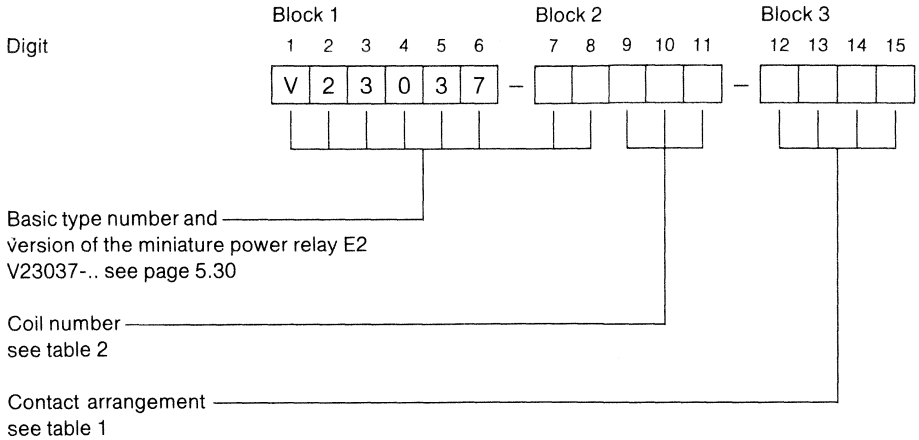 Block 1 Block 2 Block 3
Digit 1 2 3 4 5 6 7 8 9 10 11 12 13 14 15
V 2 3 0 3 7 – –
Basic type number and
version of the miniature power relay E2
V23037-.. see page 5.30
Coil number
see table 2
Contact arrangement
see table 1